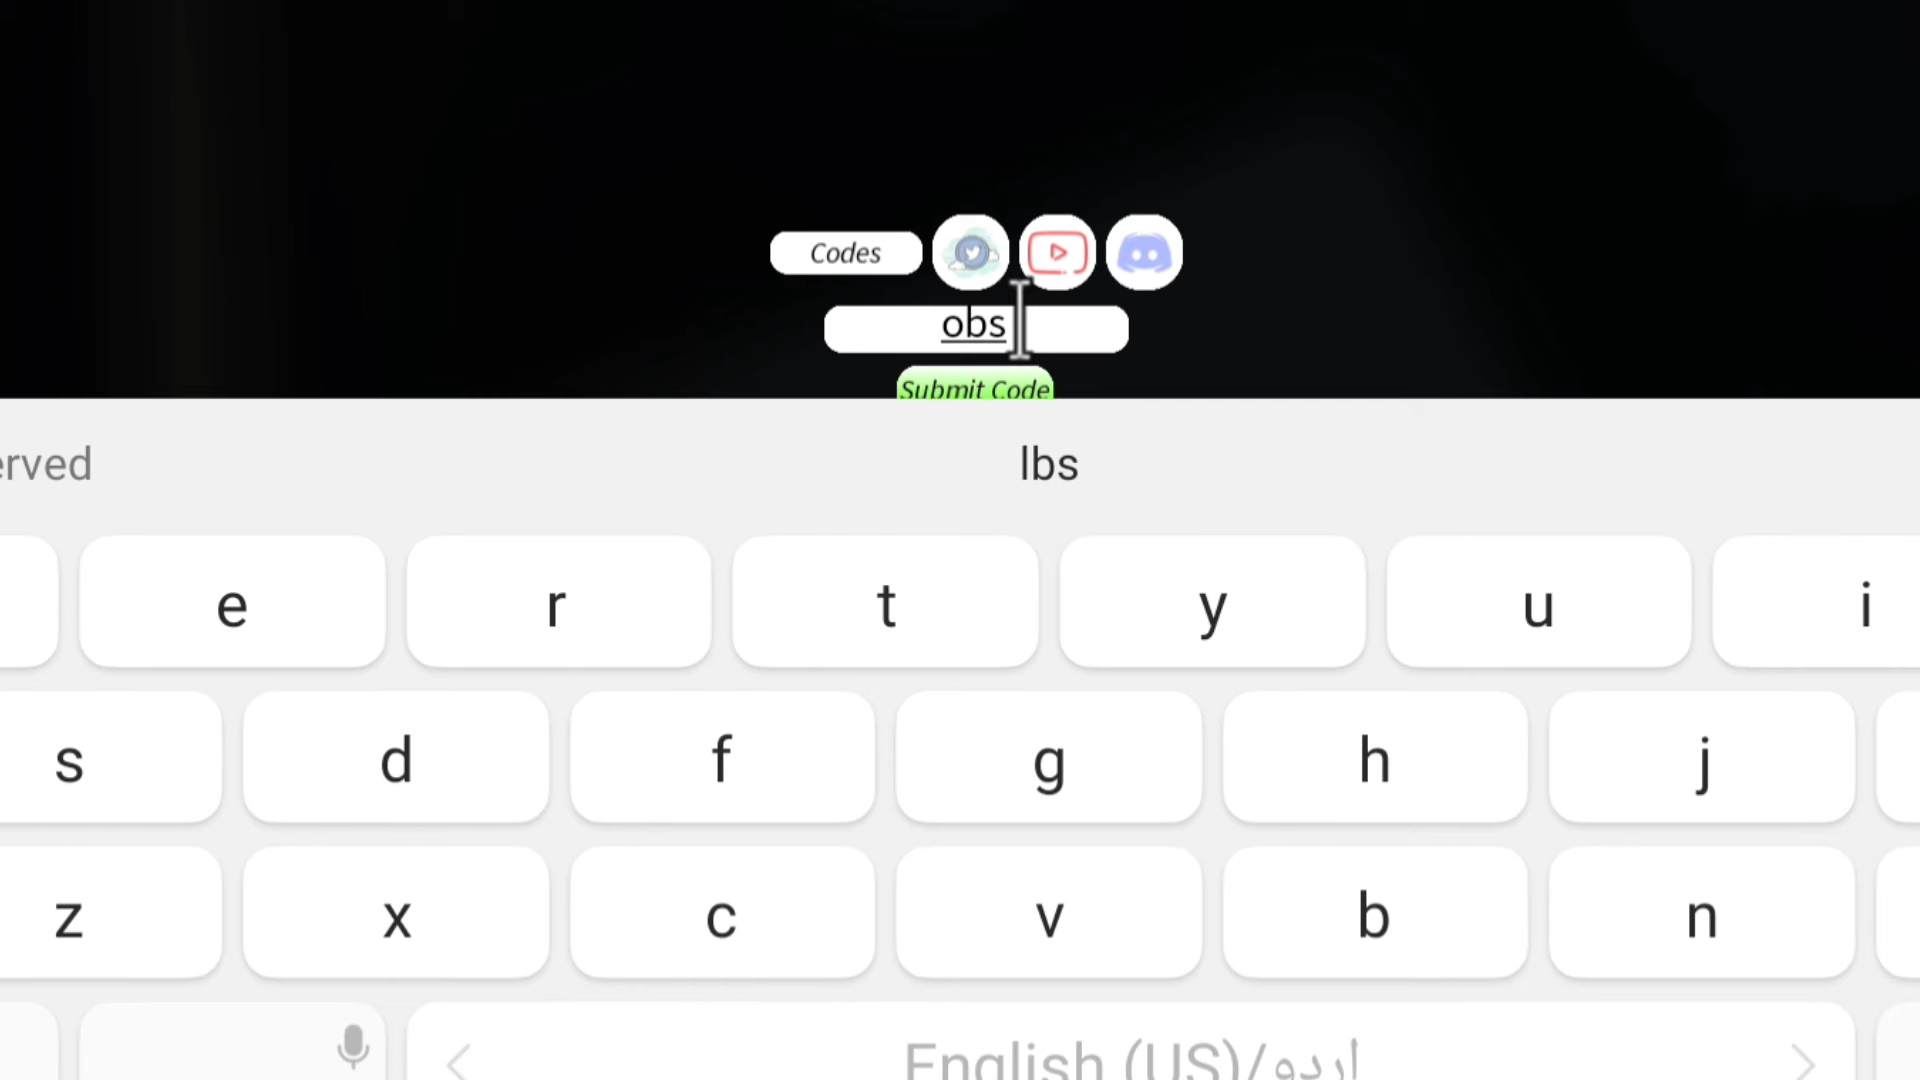 Codes
obs
Submit Code
erved
lbs
e r t y u i
s d f g h j
z x c v b n
English (US)/اردو